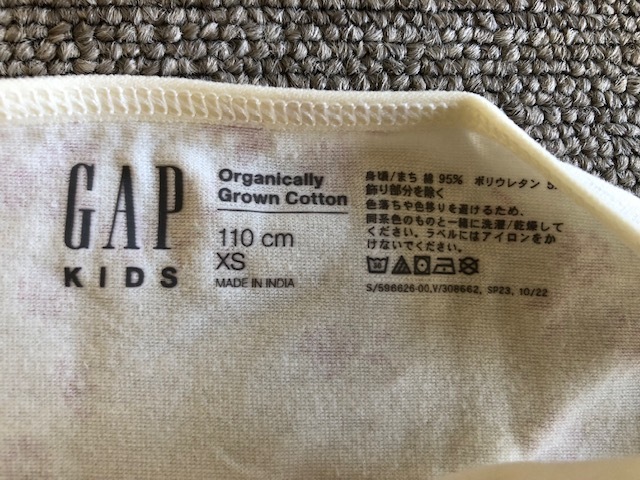 GAP
KIDS
Organically
Grown Cotton
110 cm
XS
MADE IN INDIA
身頃/まち 綿 95% ポリウレタン 5
飾り部分を除く
色落ちや色移りを避けるため、
同系色のものと一緒に洗濯/乾燥して
ください。ラベルにはアイロンをか
けないでください。
S/596626-00,V/308662, SP23, 10/22